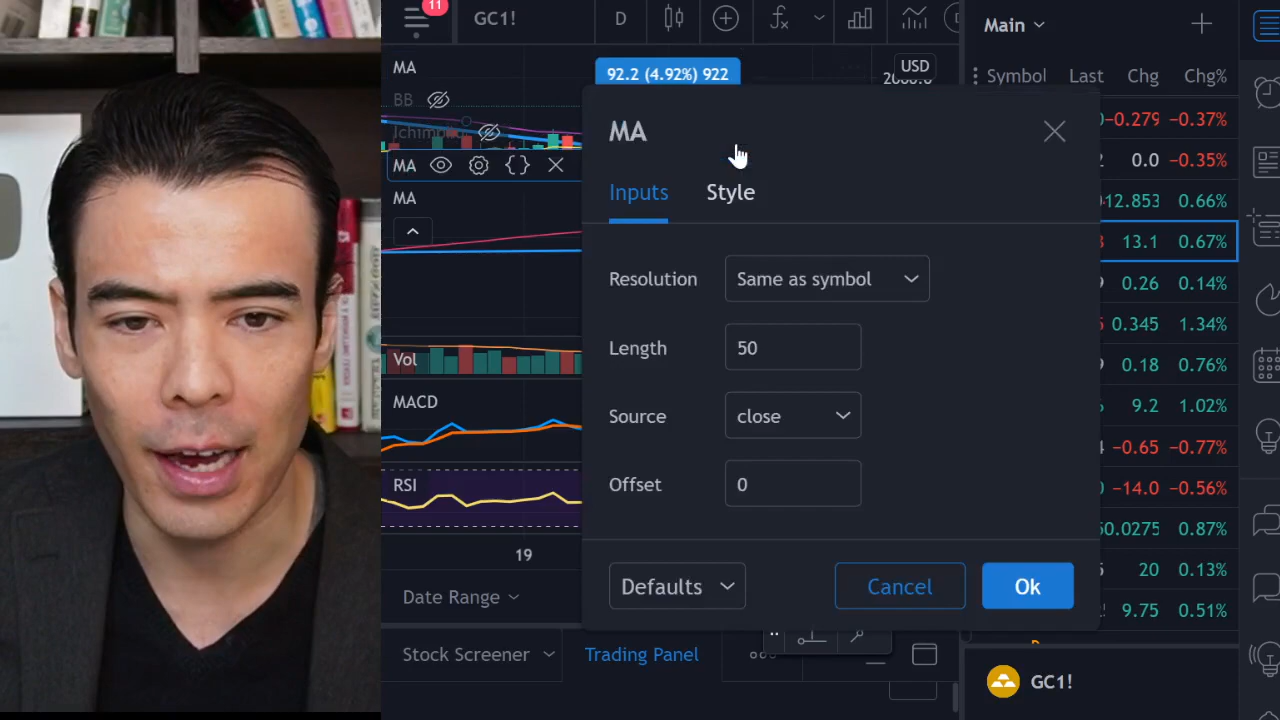 11
GC1!
D
Main
MA
92.2 (4.92%) 922
USD
Symbol Last Chg Chg%
BB
MA
−0.279 −0.37%
0.0 −0.35%
MA
Inputs Style
12.853 0.66%
MA
13.1 0.67%
Resolution Same as symbol
0.26 0.14%
0.345 1.34%
Length 50
Vol
0.18 0.76%
MACD
9.2 1.02%
Source close
−0.65 −0.77%
RSI
Offset 0
−14.0 −0.56%
0.0275 0.87%
19
20 0.13%
Defaults Cancel Ok
Date Range
9.75 0.51%
Stock Screener Trading Panel
GC1!